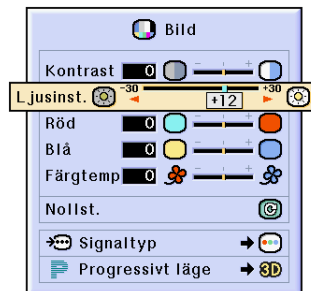 Bild
Kontrast 0 - +
Ljusinst. -30 +12 +30
Röd 0 - +
Blå 0 - +
Färgtemp 0 - +
Nollst.
Signaltyp
Progressivt läge 3D